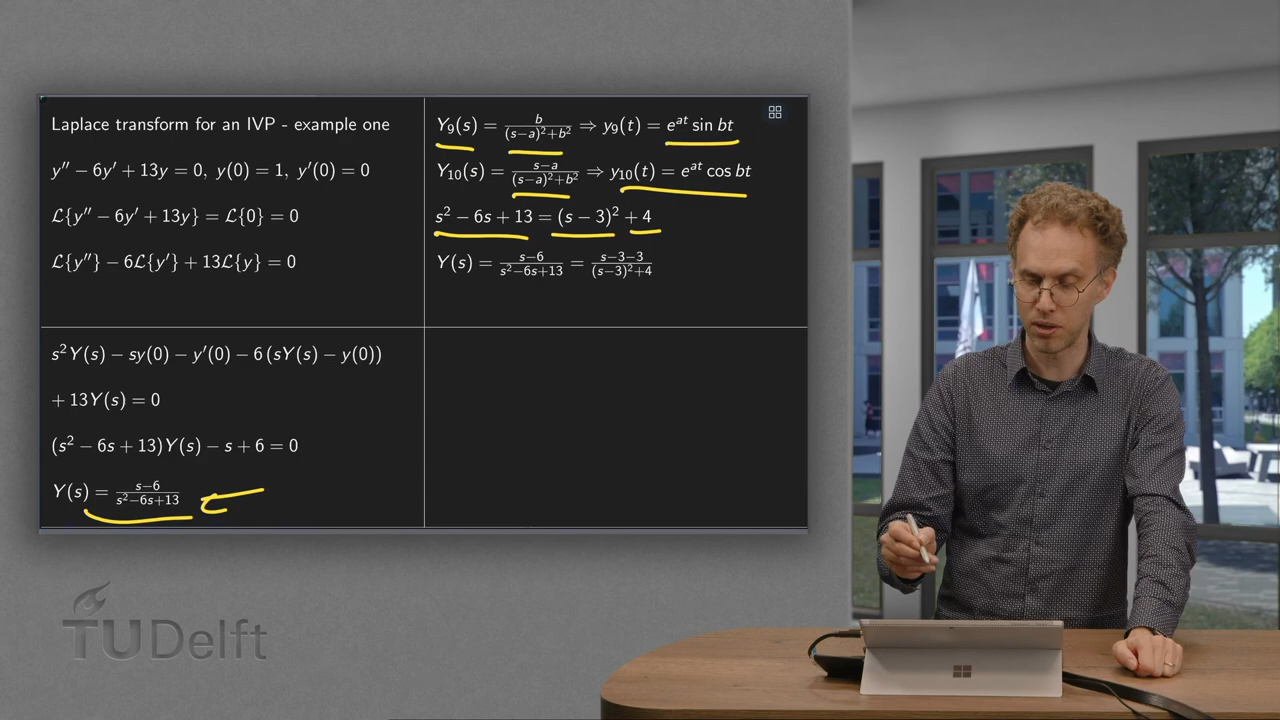 Laplace transform for an IVP - example one
y″ − 6y′ + 13y = 0, y(0) = 1, y′(0) = 0
ℒ{y″ − 6y′ + 13y} = ℒ{0} = 0
ℒ{y″} − 6ℒ{y′} + 13ℒ{y} = 0
Y₉(s) = b/((s−a)²+b²) ⇒ y₉(t) = eᵃᵗ sin bt
Y₁₀(s) = (s−a)/((s−a)²+b²) ⇒ y₁₀(t) = eᵃᵗ cos bt
s² − 6s + 13 = (s − 3)² + 4
Y(s) = (s−6)/(s²−6s+13) = (s−3−3)/((s−3)²+4)
s²Y(s) − sy(0) − y′(0) − 6(sY(s) − y(0))
+ 13Y(s) = 0
(s² − 6s + 13)Y(s) − s + 6 = 0
Y(s) = (s−6)/(s²−6s+13)
TUDelft